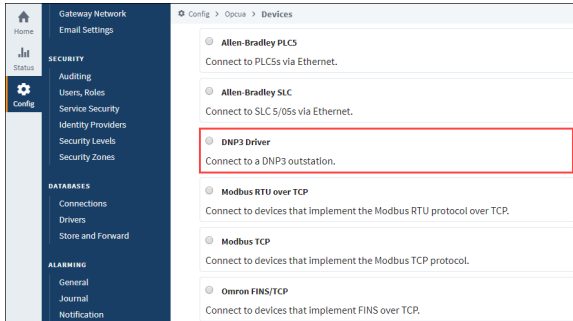 Home
Status
Config
Gateway Network
Email Settings
SECURITY
Auditing
Users, Roles
Service Security
Identity Providers
Security Levels
Security Zones
DATABASES
Connections
Drivers
Store and Forward
ALARMING
General
Journal
Notification
Config > Opcua > Devices
Allen-Bradley PLC5
Connect to PLC5s via Ethernet.
Allen-Bradley SLC
Connect to SLC 5/05s via Ethernet.
DNP3 Driver
Connect to a DNP3 outstation.
Modbus RTU over TCP
Connect to devices that implement the Modbus RTU protocol over TCP.
Modbus TCP
Connect to devices that implement the Modbus TCP protocol.
Omron FINS/TCP
Connect to devices that implement FINS over TCP.